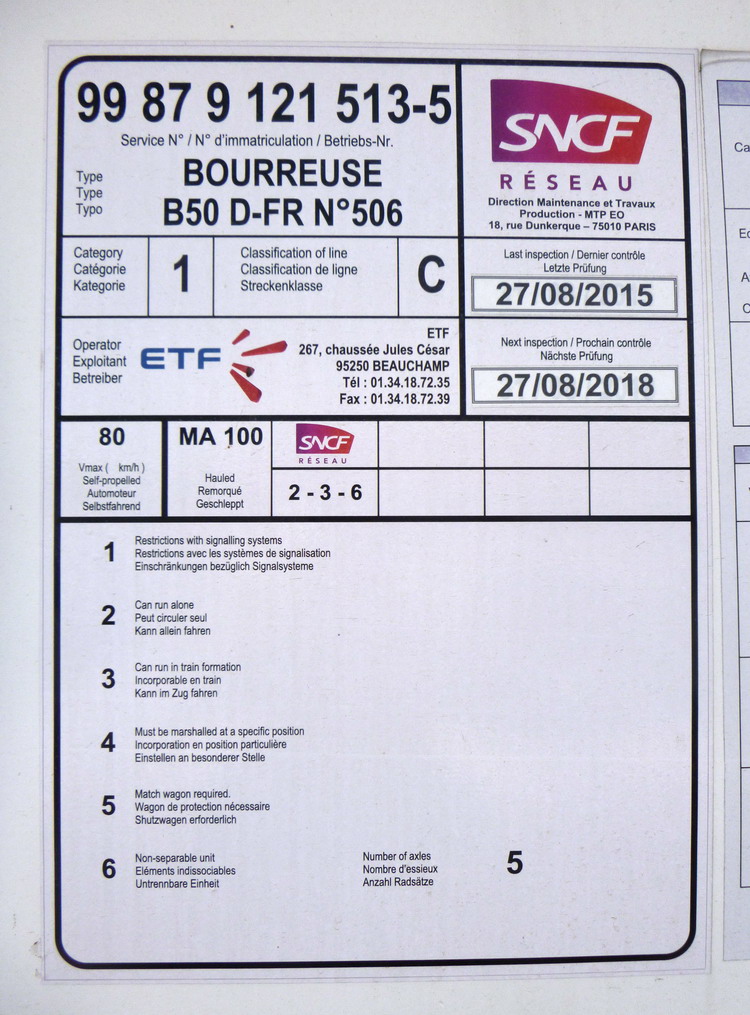 99 87 9 121 513-5
Service N° / N° d'immatriculation / Betriebs-Nr.
Type
Type
Typo
BOURREUSE
B50 D-FR N°506
SNCF
RÉSEAU
Direction Maintenance et Travaux
Production - MTP EO
18, rue Dunkerque – 75010 PARIS
Category
Catégorie
Kategorie
1
Classification of line
Classification de ligne
Streckenklasse
C
Last inspection / Dernier contrôle
Letzte Prüfung
27/08/2015
Operator
Exploitant
Betreiber
ETF
ETF
267, chaussée Jules César
95250 BEAUCHAMP
Tél : 01.34.18.72.35
Fax : 01.34.18.72.39
Next inspection / Prochain contrôle
Nächste Prüfung
27/08/2018
80
Vmax ( km/h )
Self-propelled
Automoteur
Selbstfahrend
MA 100
Hauled
Remorqué
Geschleppt
SNCF
RÉSEAU
2 - 3 - 6
1
Restrictions with signalling systems
Restrictions avec les systèmes de signalisation
Einschränkungen bezüglich Signalsysteme
2
Can run alone
Peut circuler seul
Kann allein fahren
3
Can run in train formation
Incorporable en train
Kann im Zug fahren
4
Must be marshalled at a specific position
Incorporation en position particulière
Einstellen an besonderer Stelle
5
Match wagon required.
Wagon de protection nécessaire
Shutzwagen erforderlich
6
Non-separable unit
Eléments indissociables
Untrennbare Einheit
Number of axles
Nombre d'essieux
Anzahl Radsätze
5